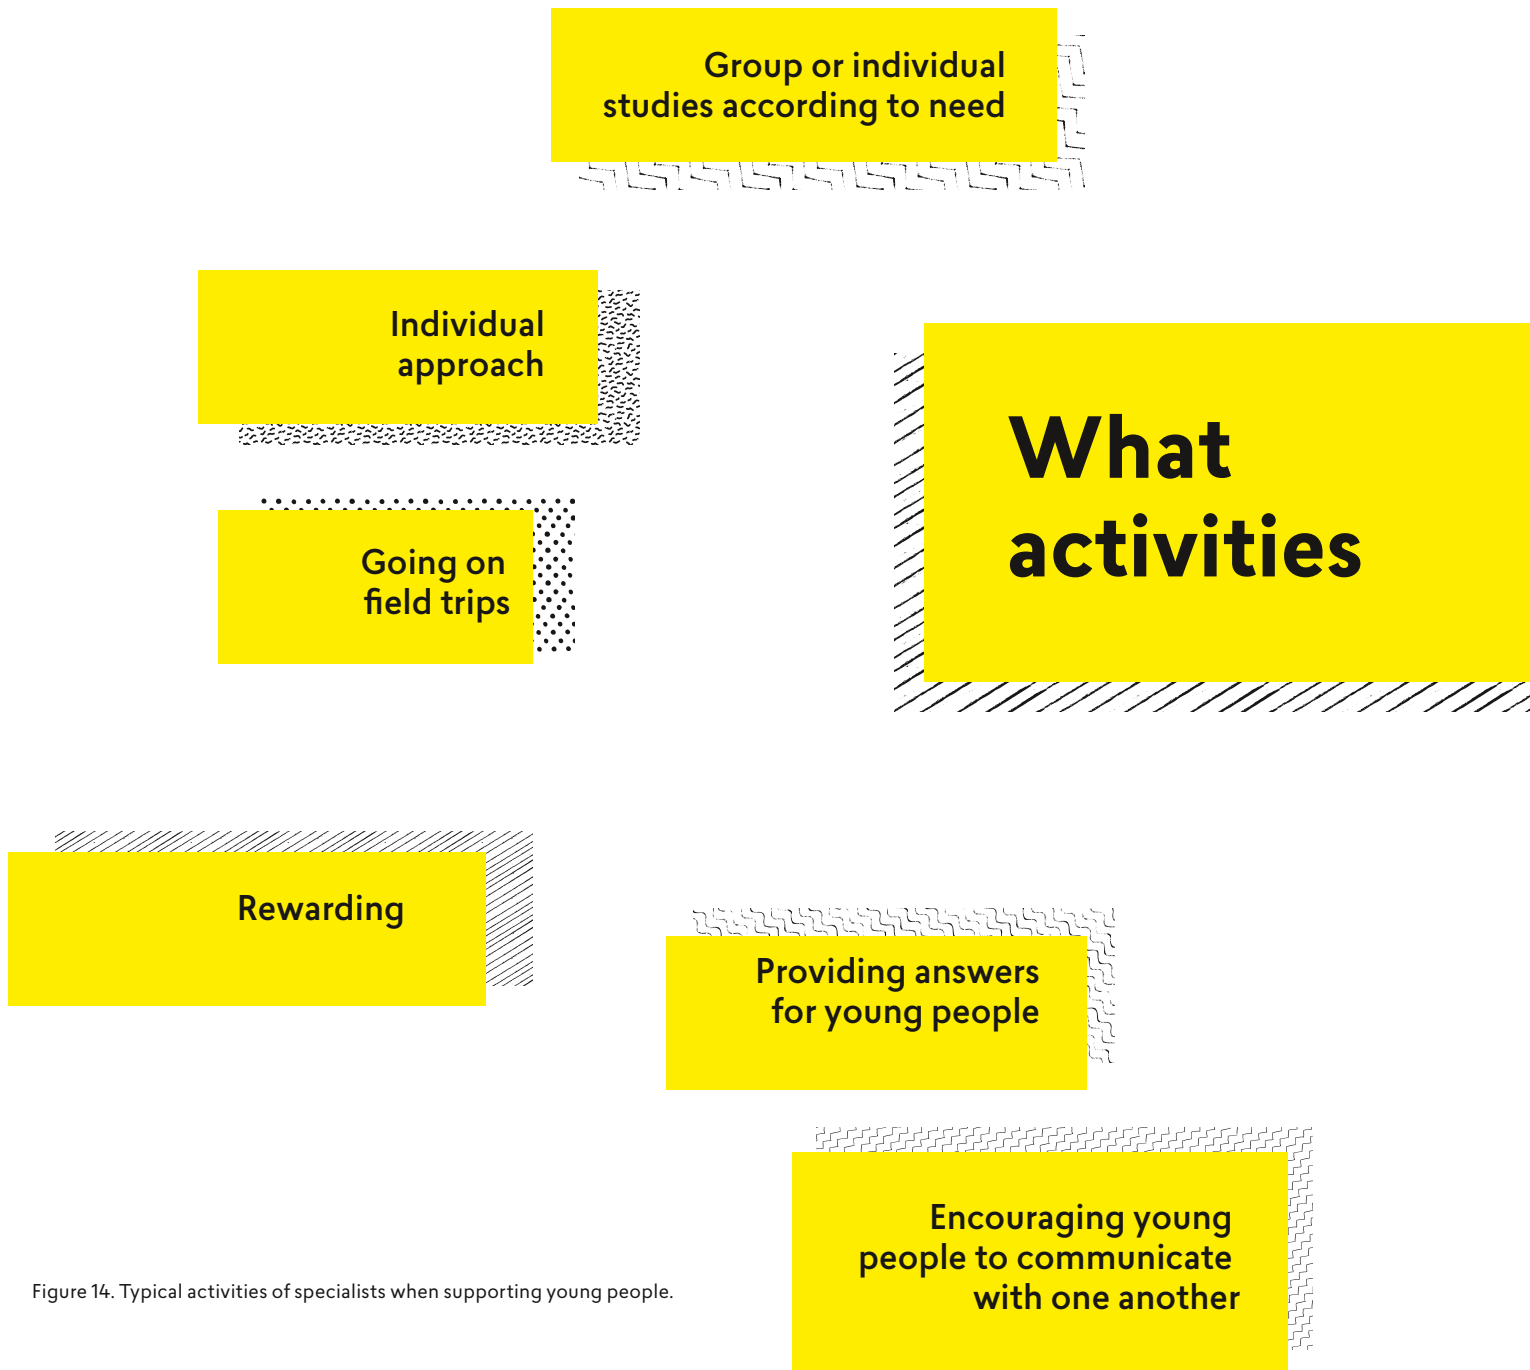 Group or individual
studies according to need
Individual
approach
What
activities
Going on
field trips
Rewarding
Providing answers
for young people
Encouraging young
people to communicate
with one another
Figure 14. Typical activities of specialists when supporting young people.